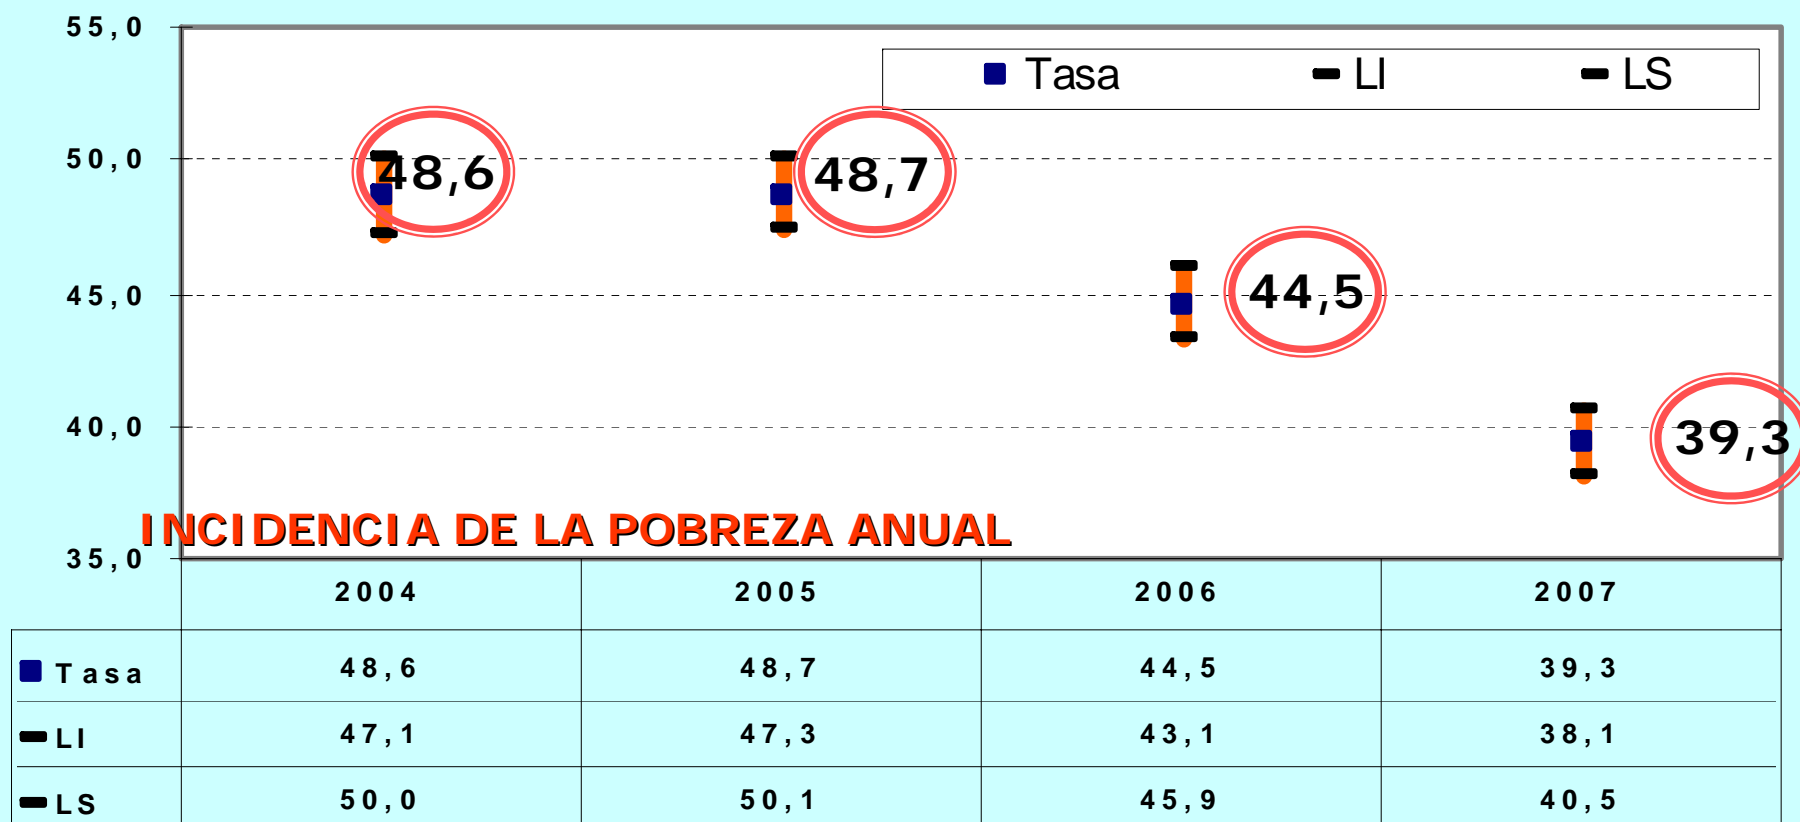 55,0
Tasa LI LS
50,0
48,6 48,7
45,0
44,5
40,0
39,3
INCIDENCIA DE LA POBREZA ANUAL
35,0
2004 2005 2006 2007
Tasa 48,6 48,7 44,5 39,3
LI 47,1 47,3 43,1 38,1
LS 50,0 50,1 45,9 40,5